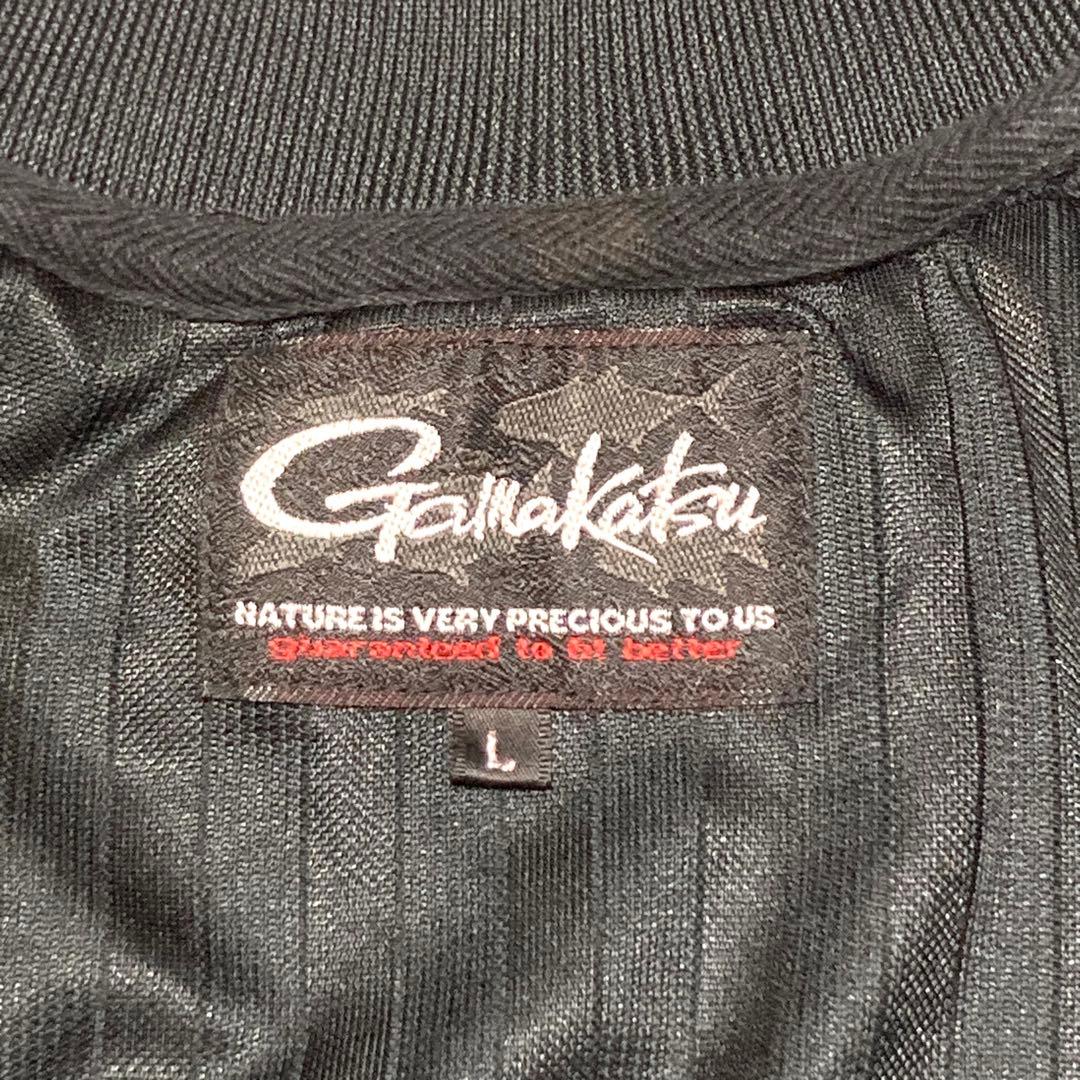 Gamakatsu
NATURE IS VERY PRECIOUS TO US
guaranteed to fit better
L